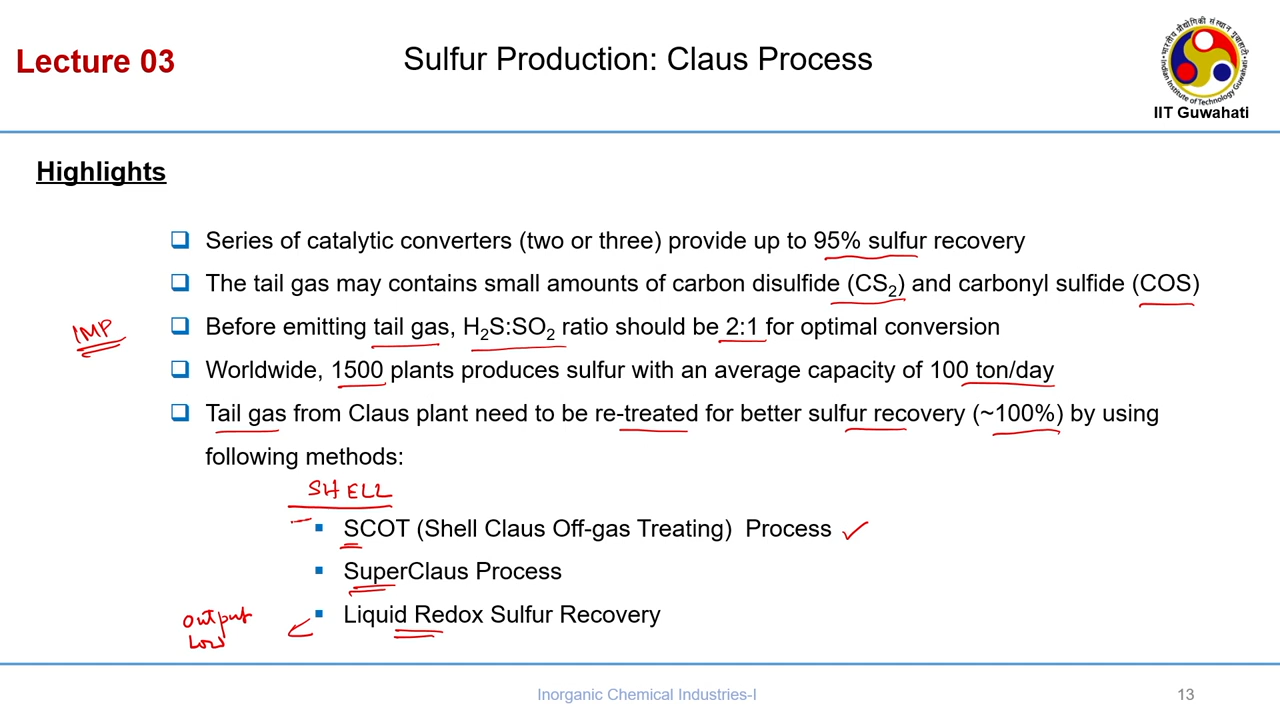 Lecture 03
Sulfur Production: Claus Process
IIT Guwahati
Highlights
Series of catalytic converters (two or three) provide up to 95% sulfur recovery
The tail gas may contains small amounts of carbon disulfide (CS2) and carbonyl sulfide (COS)
IMP
Before emitting tail gas, H2S:SO2 ratio should be 2:1 for optimal conversion
Worldwide, 1500 plants produces sulfur with an average capacity of 100 ton/day
Tail gas from Claus plant need to be re-treated for better sulfur recovery (~100%) by using
following methods:
SHELL
SCOT (Shell Claus Off-gas Treating) Process
SuperClaus Process
Liquid Redox Sulfur Recovery
output
Low
Inorganic Chemical Industries-I
13